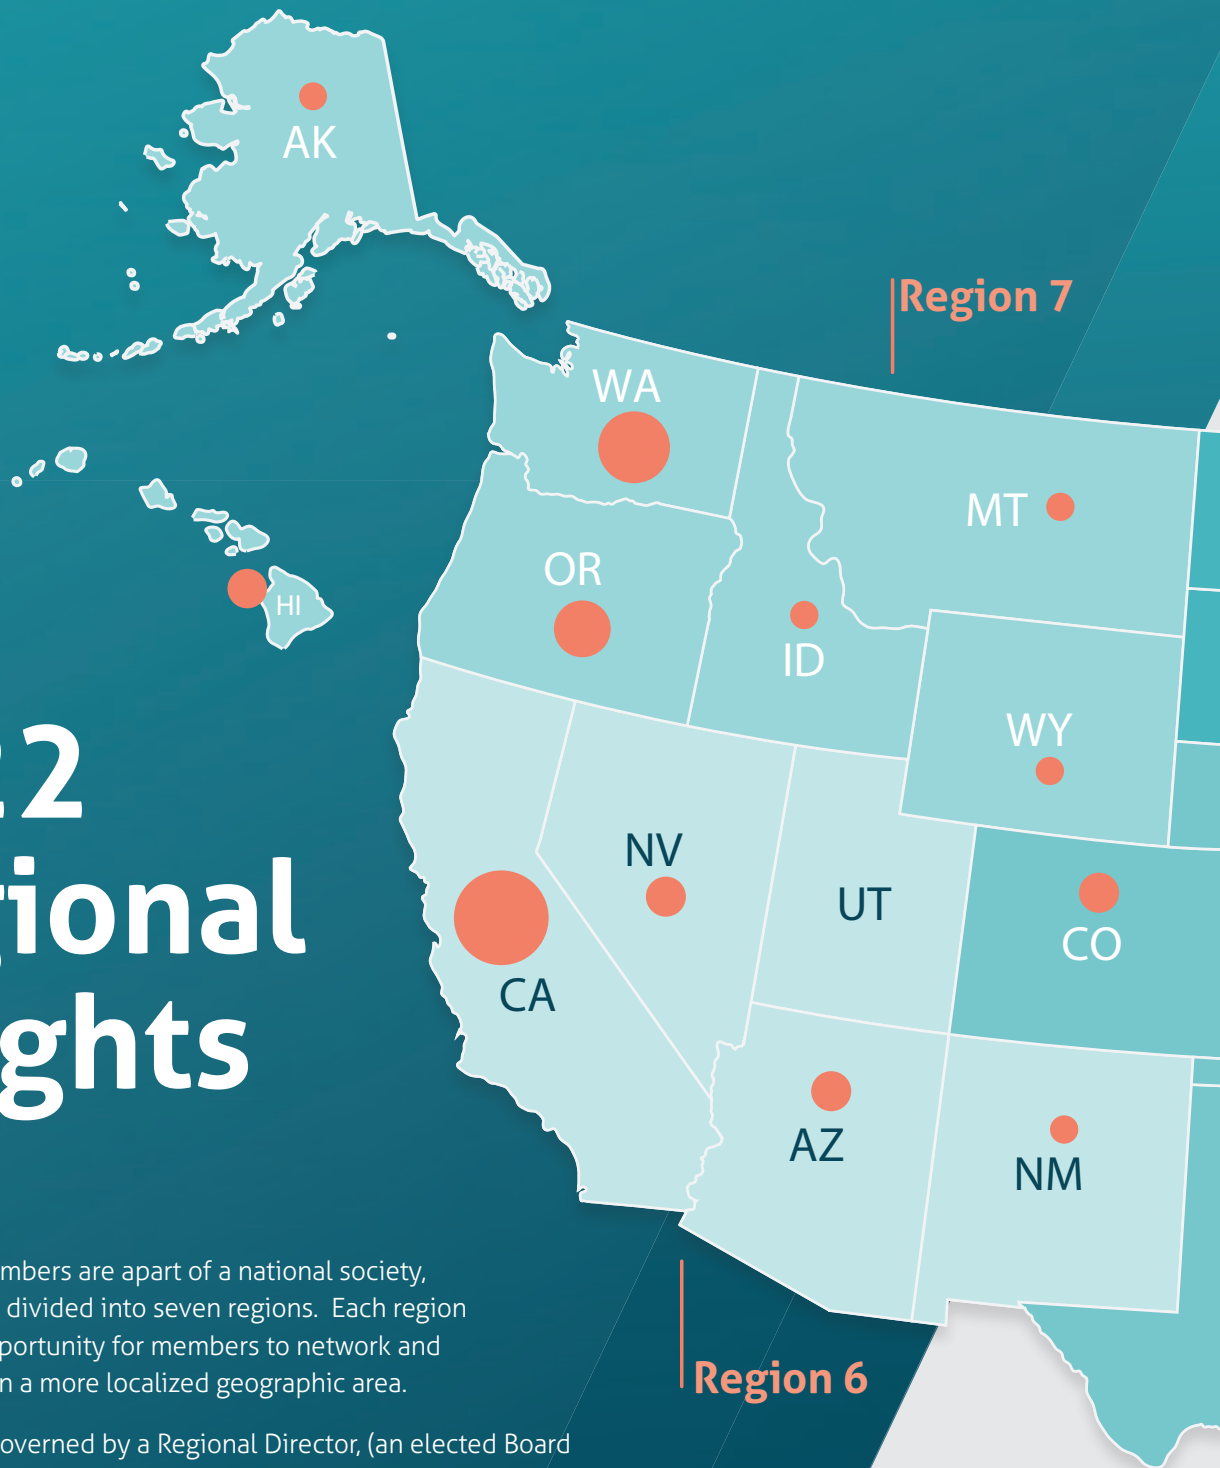 AK
Region 7
WA
MT
OR
HI
ID
WY
22
gional
ghts
NV
UT
CO
CA
AZ
NM
mbers are apart of a national society,
divided into seven regions. Each region
portunity for members to network and
n a more localized geographic area.
Region 6
overned by a Regional Director, (an elected Board